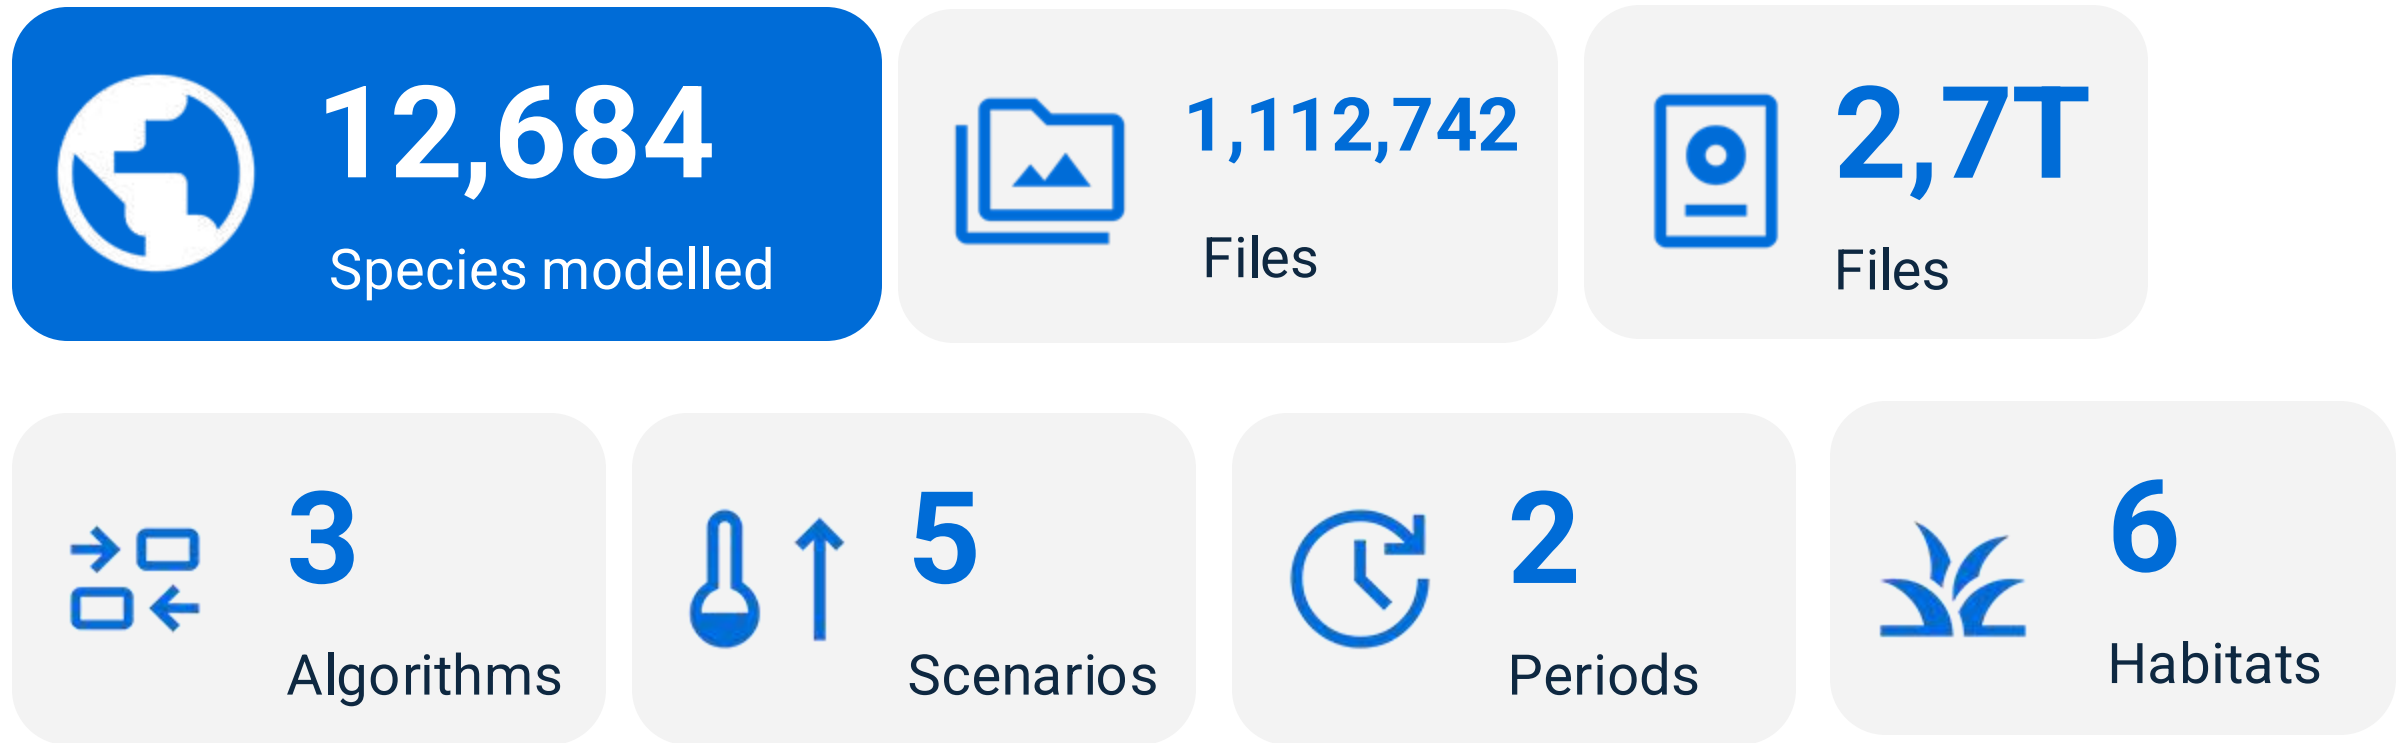 12,684
Species modelled
1,112,742
Files
2,7T
Files
3
Algorithms
5
Scenarios
2
Periods
6
Habitats